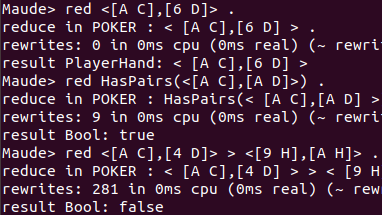 Maude> red <[A C],[6 D]> .
reduce in POKER : < [A C],[6 D] > .
rewrites: 0 in 0ms cpu (0ms real) (~ rewri
result PlayerHand: < [A C],[6 D] >
Maude> red HasPairs(<[A C],[A D]>) .
reduce in POKER : HasPairs(< [A C],[A D] >
rewrites: 9 in 0ms cpu (0ms real) (~ rewri
result Bool: true
Maude> red <[A C],[4 D]> > <[9 H],[A H]> .
reduce in POKER : < [A C],[4 D] > > < [9 H
rewrites: 281 in 0ms cpu (0ms real) (~ rew
result Bool: false